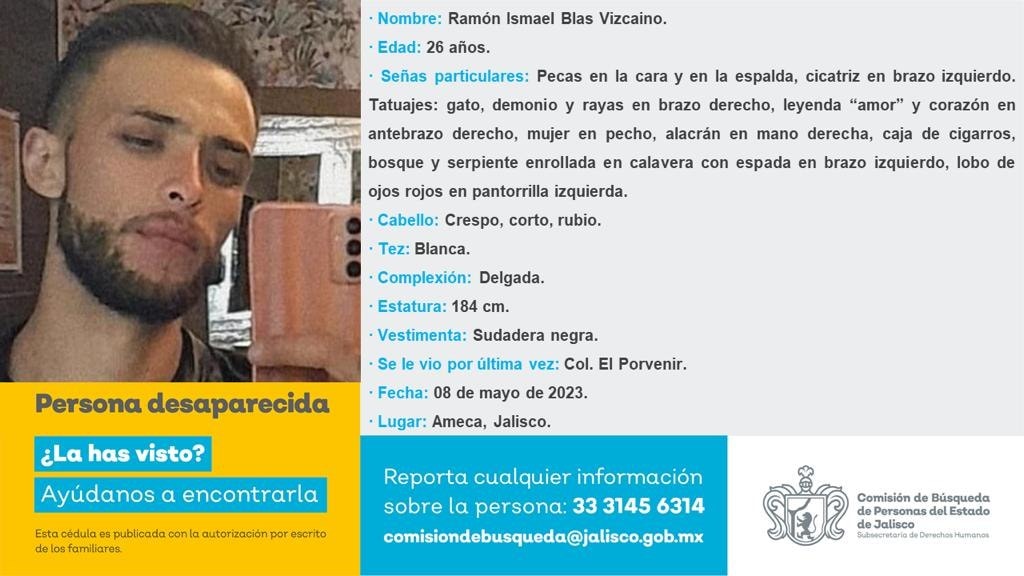 · Nombre: Ramón Ismael Blas Vizcaino.
· Edad: 26 años.
· Señas particulares: Pecas en la cara y en la espalda, cicatriz en brazo izquierdo.
Tatuajes: gato, demonio y rayas en brazo derecho, leyenda “amor” y corazón en
antebrazo derecho, mujer en pecho, alacrán en mano derecha, caja de cigarros,
bosque y serpiente enrollada en calavera con espada en brazo izquierdo, lobo de
ojos rojos en pantorrilla izquierda.
· Cabello: Crespo, corto, rubio.
· Tez: Blanca.
· Complexión: Delgada.
· Estatura: 184 cm.
· Vestimenta: Sudadera negra.
· Se le vio por última vez: Col. El Porvenir.
· Fecha: 08 de mayo de 2023.
· Lugar: Ameca, Jalisco.
Persona desaparecida
¿La has visto?
Ayúdanos a encontrarla
Esta cédula es publicada con la autorización por escrito
de los familiares.
Reporta cualquier información
sobre la persona: 33 3145 6314
comisiondebusqueda@jalisco.gob.mx
Comisión de Búsqueda
de Personas del Estado
de Jalisco
Subsecretaría de Derechos Humanos